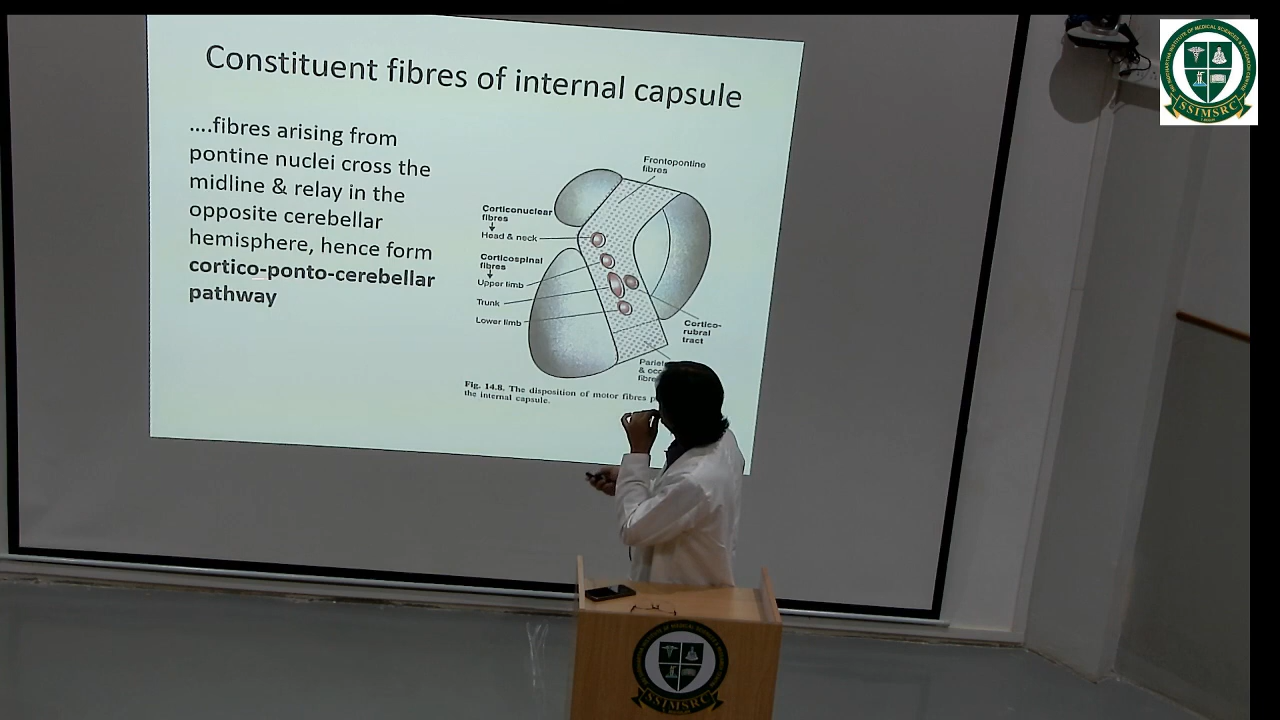 Constituent fibres of internal capsule
....fibres arising from
pontine nuclei cross the
midline & relay in the
opposite cerebellar
hemisphere, hence form
cortico-ponto-cerebellar
pathway
Frontopontine
fibres
Corticonuclear
fibres
Head & neck
Corticospinal
fibres
Upper limb
Trunk
Lower limb
Cortico-
rubral
tract
& 
Fig. 14.8. The disposition of motor fibres
the internal capsule.
SSIMSRC
SSIMSRC